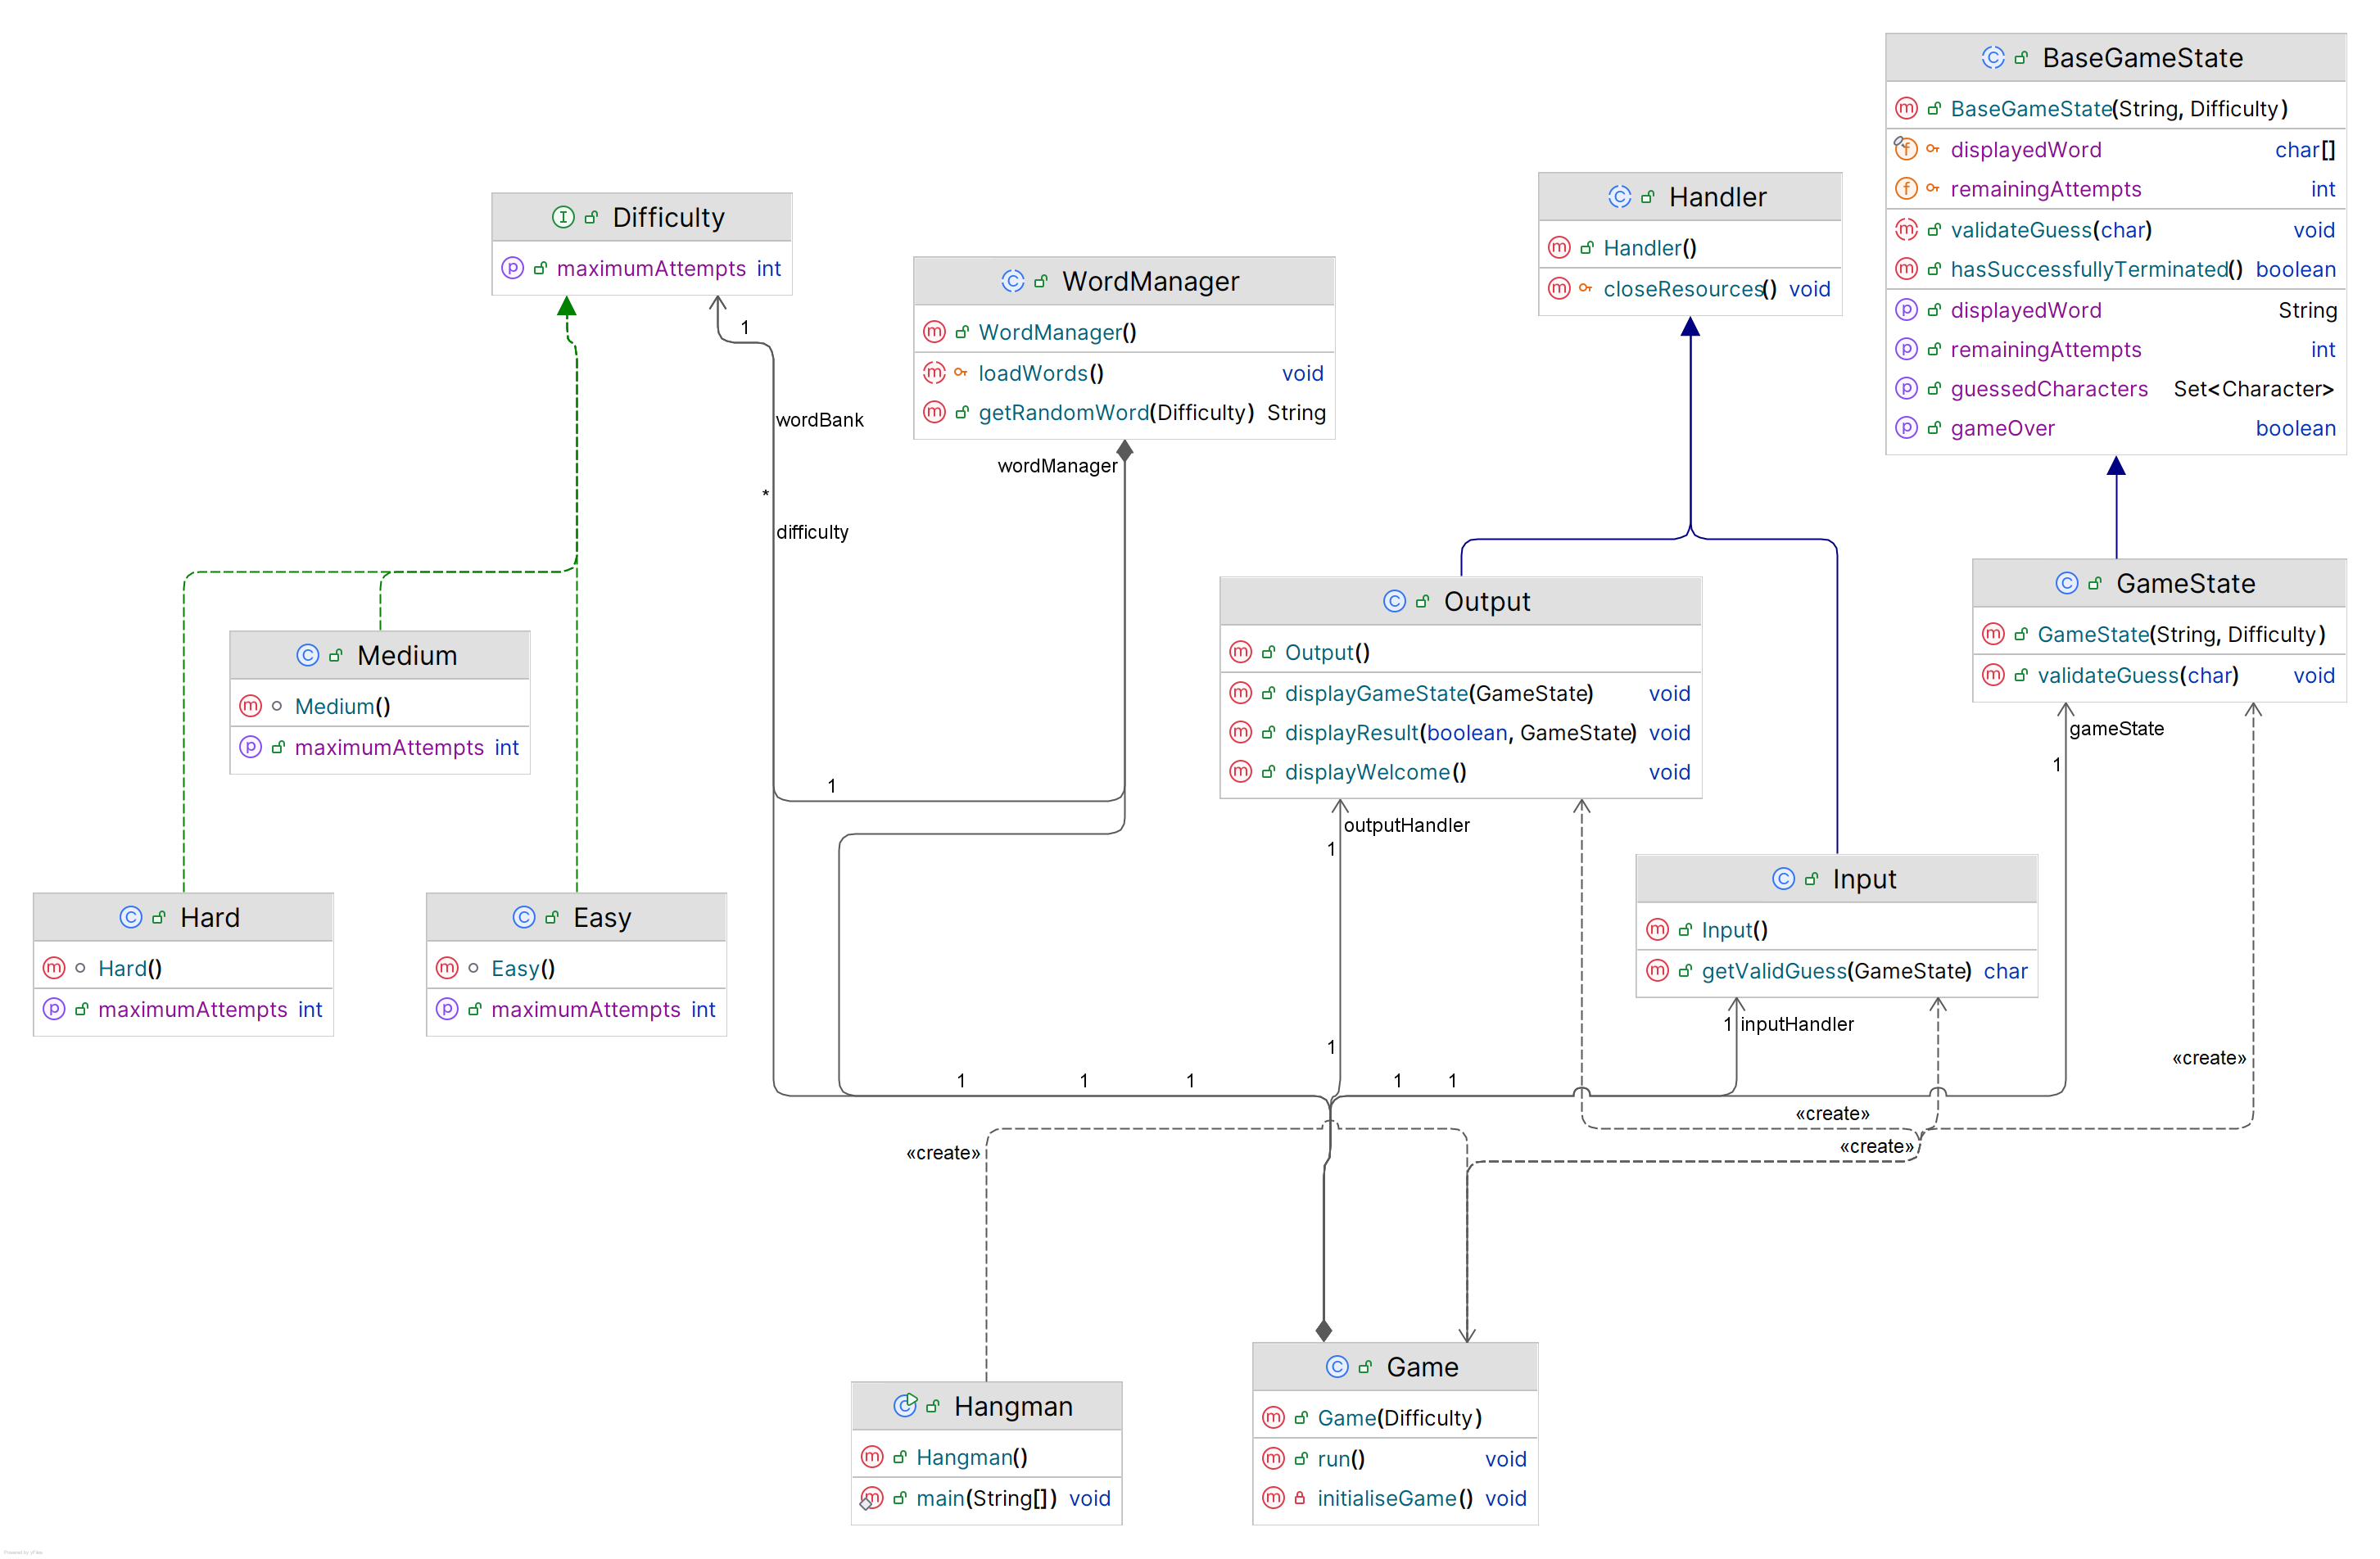 BaseGameState
BaseGameState(String, Difficulty)
displayedWord char[]
remainingAttempts int
validateGuess(char) void
hasSuccessfullyTerminated() boolean
displayedWord String
remainingAttempts int
guessedCharacters Set<Character>
gameOver boolean
Handler
Handler()
closeResources() void
Difficulty
maximumAttempts int
WordManager
WordManager()
loadWords() void
getRandomWord(Difficulty) String
1
wordBank
wordManager
*
difficulty
GameState
GameState(String, Difficulty)
validateGuess(char) void
Output
Output()
displayGameState(GameState) void
displayResult(boolean, GameState) void
displayWelcome() void
Medium
Medium()
maximumAttempts int
gameState
1
1
outputHandler
1
Input
Input()
getValidGuess(GameState) char
Hard
Hard()
maximumAttempts int
Easy
Easy()
maximumAttempts int
1 inputHandler
1
«create»
1 1 1 1 1
«create»
«create»
«create»
Game
Game(Difficulty)
run() void
initialiseGame() void
Hangman
Hangman()
main(String[]) void
Powered by yFiles